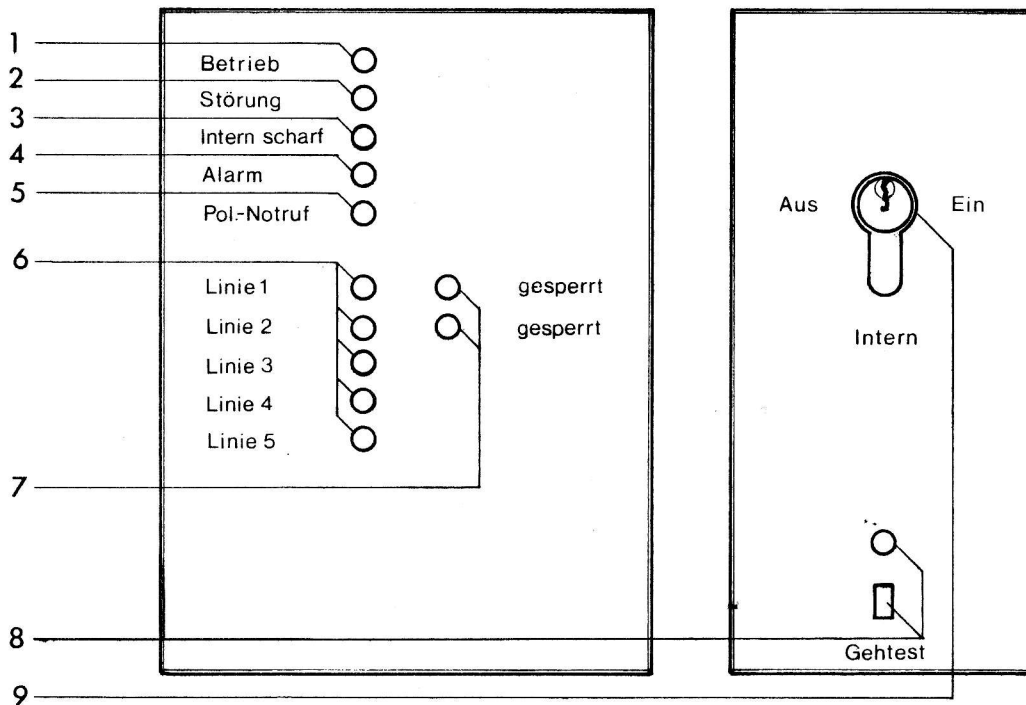 1
Betrieb
2
Störung
3
Intern scharf
4
Alarm
5
Pol.-Notruf
6
Linie 1 gesperrt
Linie 2 gesperrt
Linie 3
Linie 4
Linie 5
7
8
9
Aus Ein
Intern
Gehtest